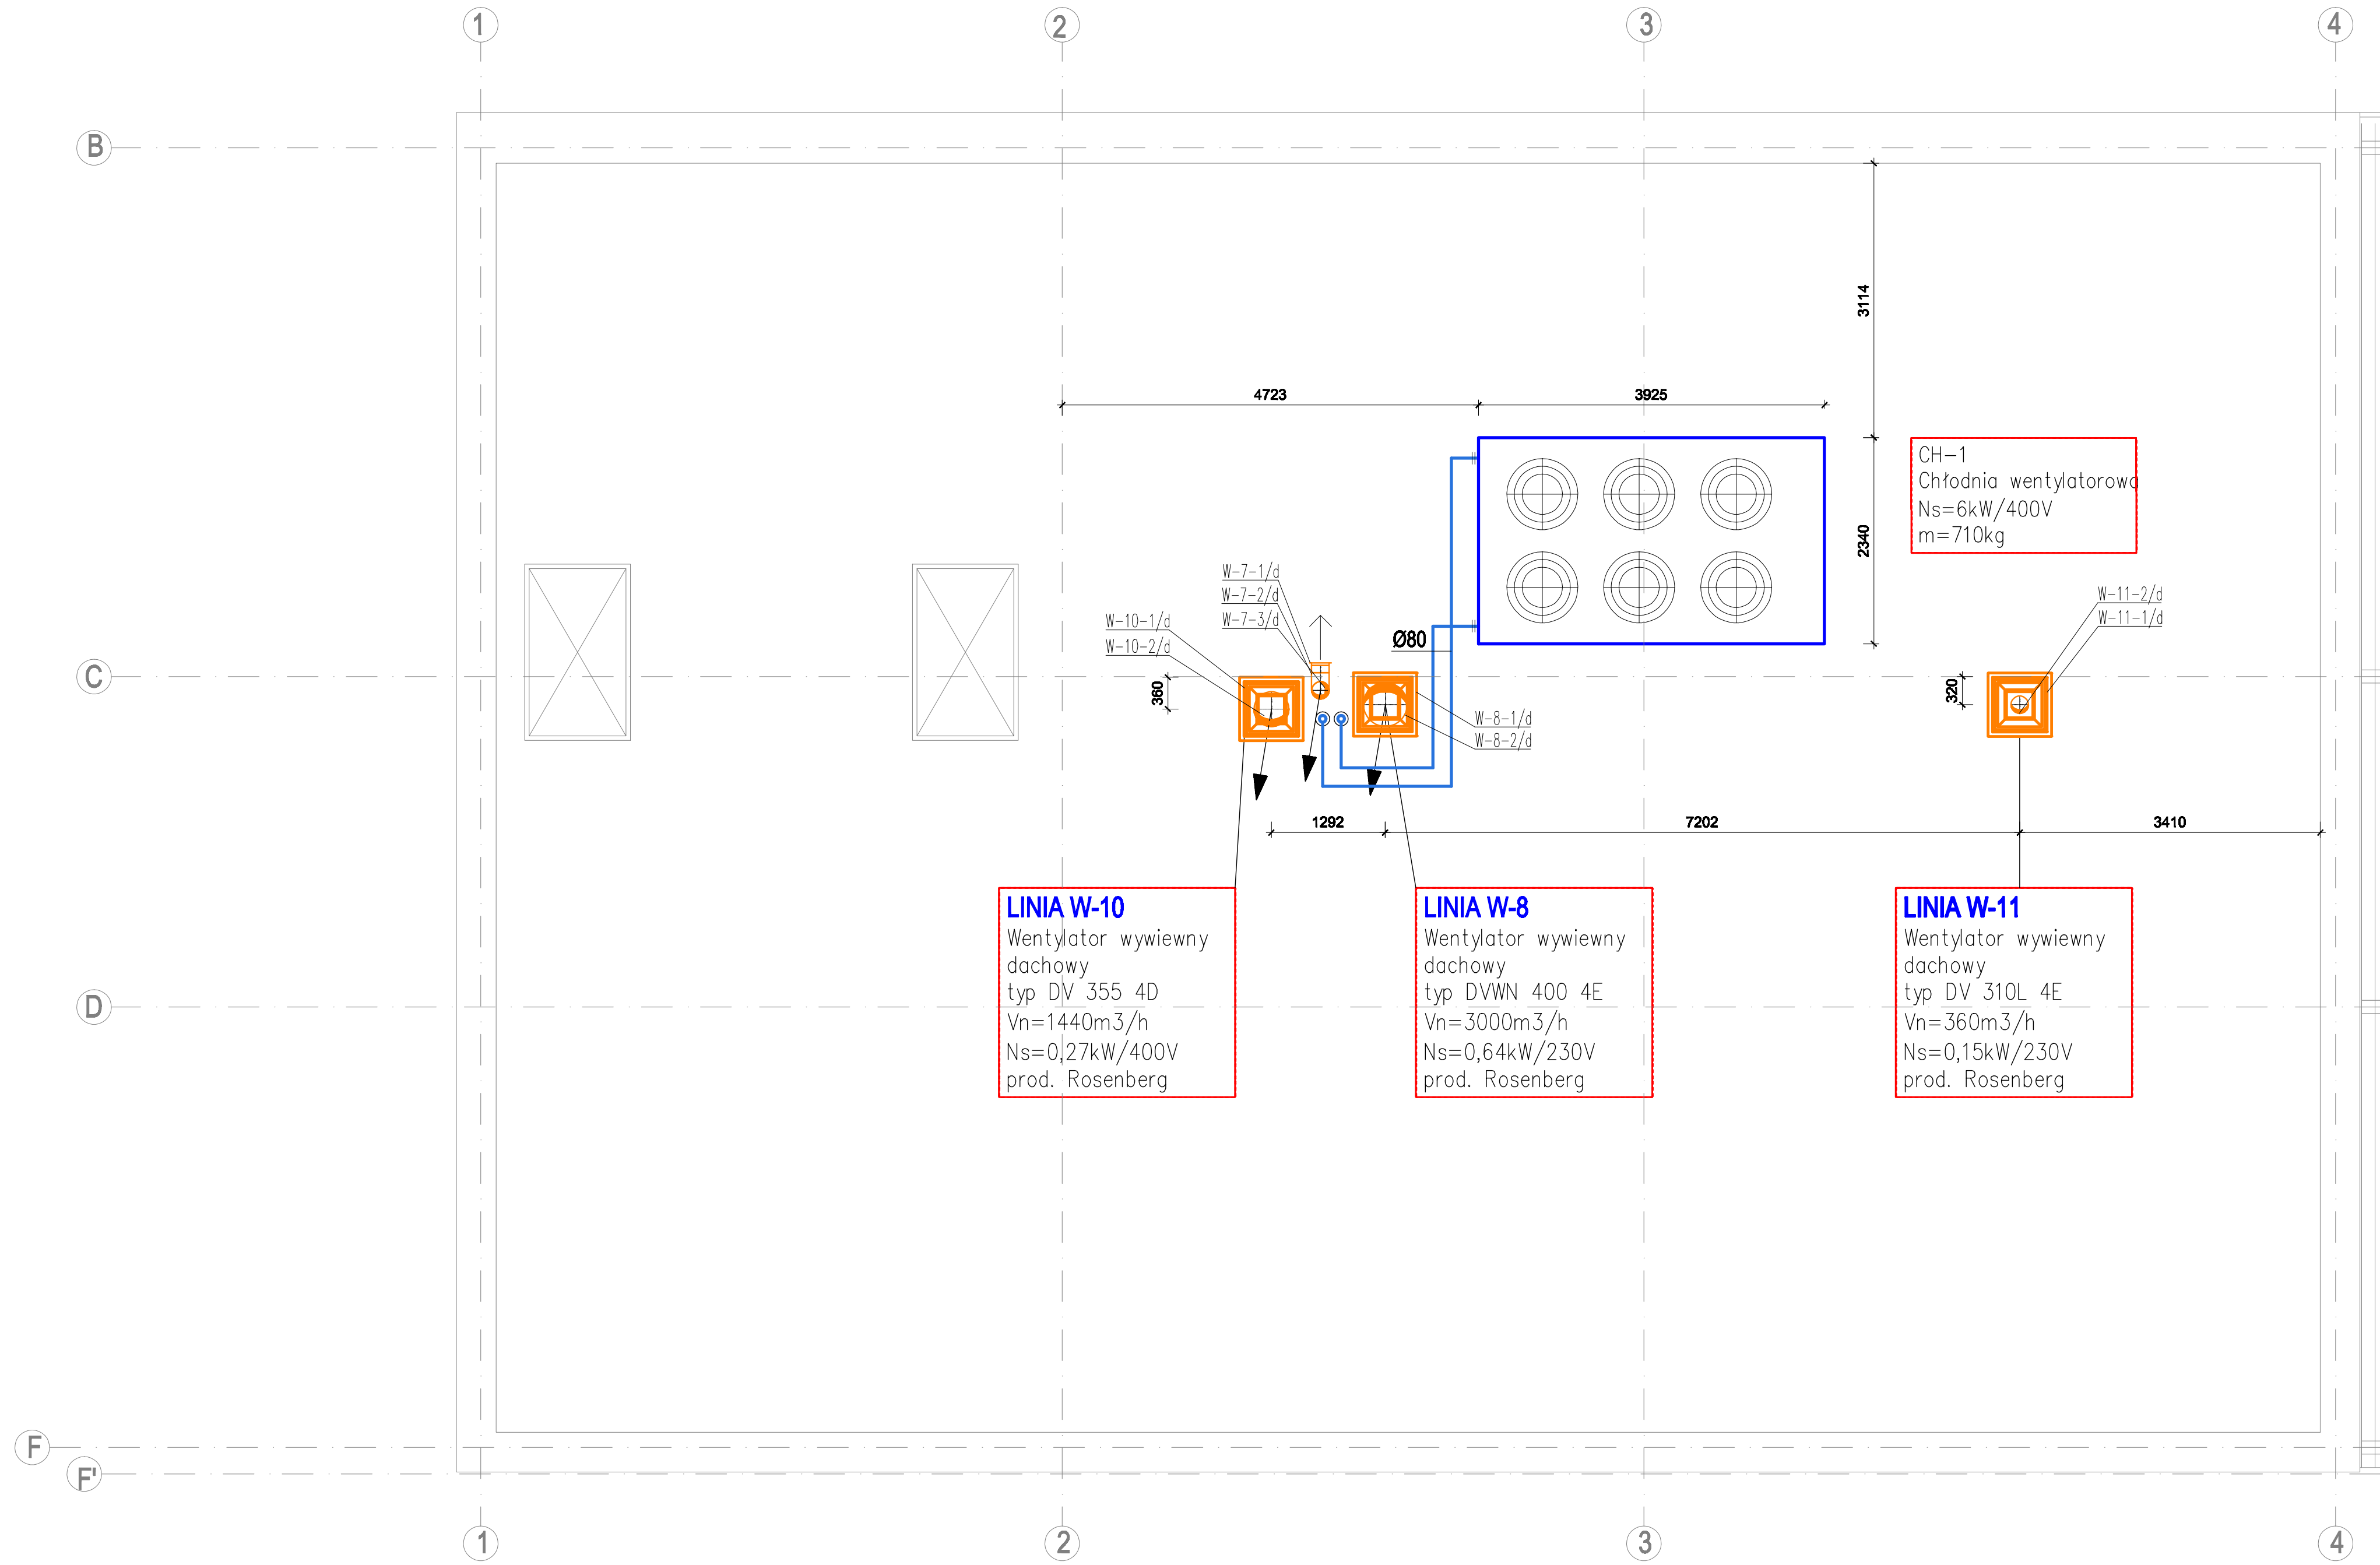 1
2
3
4
B
3114
4723
3925
CH-1
Chłodnia wentylatorowa
Ns=6kW/400V
m=710kg
2340
W-7-1/d
W-7-2/d
W-7-3/d
W-10-1/d
W-10-2/d
Ø80
W-11-2/d
W-11-1/d
C
360
320
W-8-1/d
W-8-2/d
1292
7202
3410
LINIA W-10
Wentylator wywiewny
dachowy
typ DV 355 4D
Vn=1440m3/h
Ns=0,27kW/400V
prod. Rosenberg
LINIA W-8
Wentylator wywiewny
dachowy
typ DVWN 400 4E
Vn=3000m3/h
Ns=0,64kW/230V
prod. Rosenberg
LINIA W-11
Wentylator wywiewny
dachowy
typ DV 310L 4E
Vn=360m3/h
Ns=0,15kW/230V
prod. Rosenberg
D
F
F'
1
2
3
4